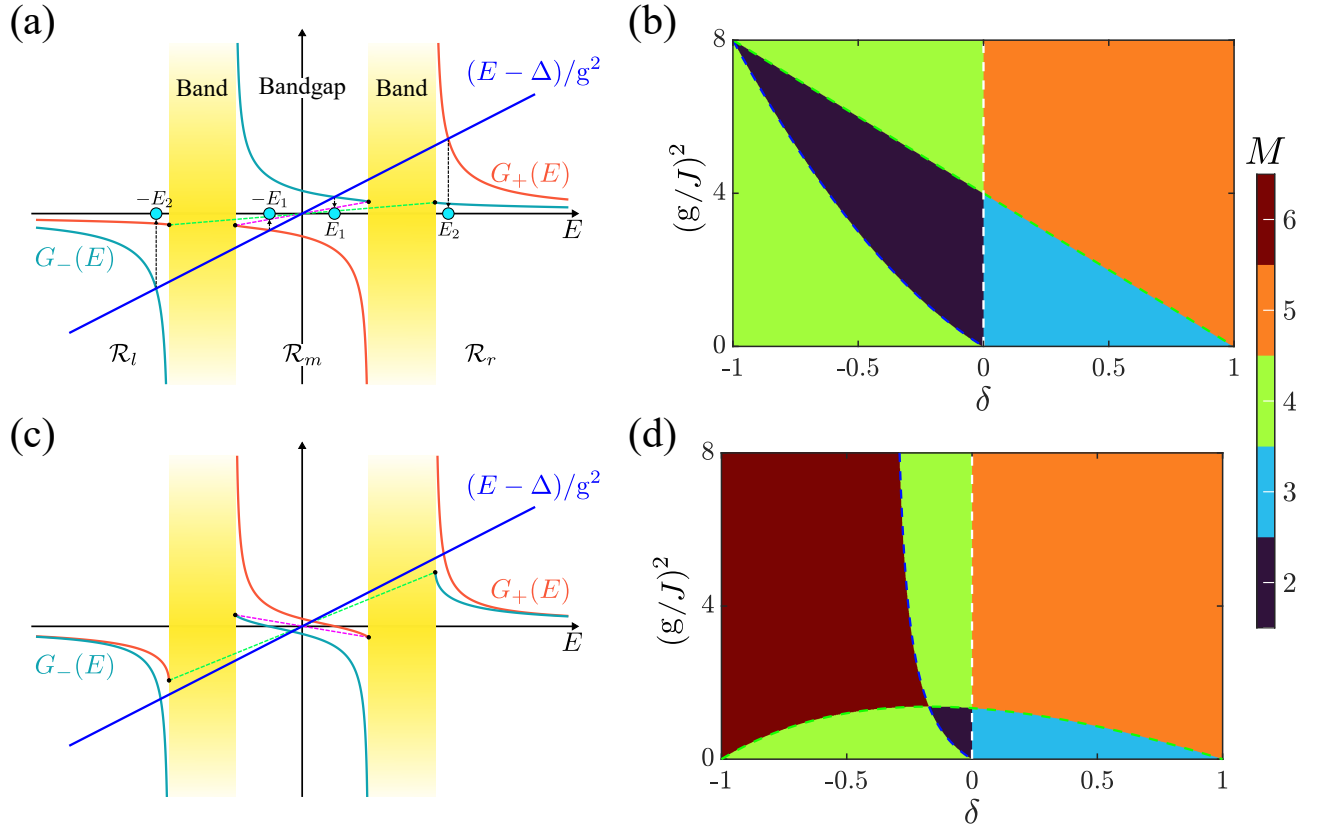 (a)
Band
Bandgap
Band
(E − Δ)/g²
G₊(E)
−E₂
−E₁
E₁
E₂
E
G₋(E)
ℛₗ
ℛₘ
ℛᵣ
(b)
8
4
0
(g/J)²
-1
-0.5
0
0.5
1
δ
M
6
5
4
3
2
(c)
(E − Δ)/g²
G₊(E)
E
G₋(E)
(d)
8
4
0
(g/J)²
-1
-0.5
0
0.5
1
δ